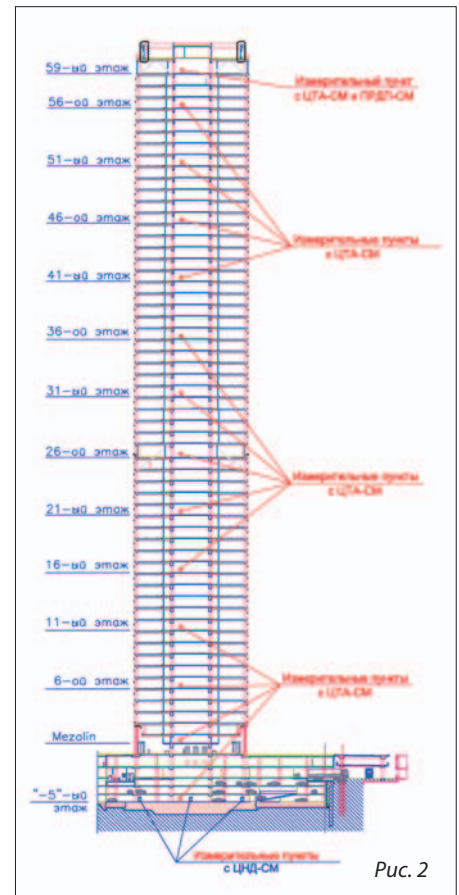 59-ый этаж
Измерительный пункт
с ЦТА-СМ и ПРДП-СМ
56-ой этаж
51-ый этаж
46-ой этаж
Измерительные пункты
с ЦТА-СМ
41-ый этаж
36-ой этаж
31-ый этаж
26-ой этаж
Измерительные пункты
с ЦТА-СМ
21-ый этаж
16-ый этаж
11-ый этаж
6-ой этаж
Измерительные пункты
с ЦТА-СМ
Mezolin
"-5"-ый
этаж
Измерительные пункты
с ЦНД-СМ
Рис. 2